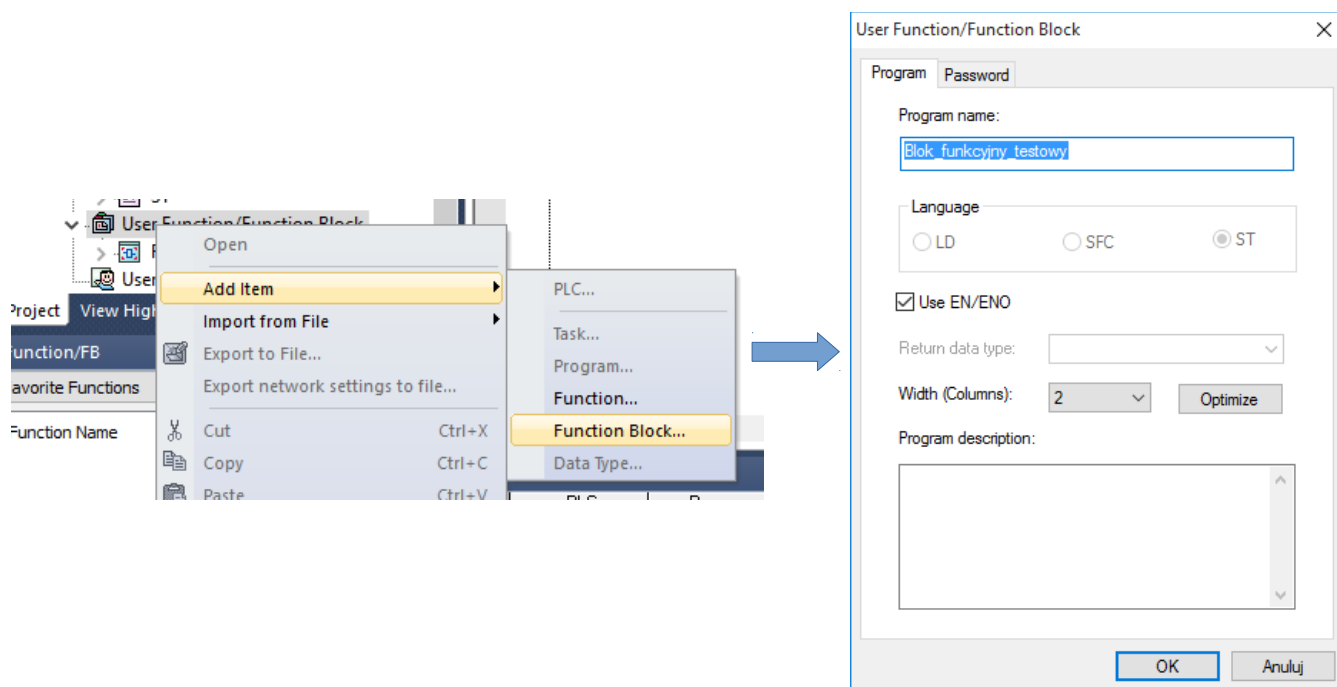 User Function/Function Block
User
Project
View High
unction/FB
avorite Functions
Function Name
Open
Add Item
Import from File
Export to File...
Export network settings to file...
Cut Ctrl+X
Copy Ctrl+C
Paste Ctrl+V
PLC...
Task...
Program...
Function...
Function Block...
Data Type...
User Function/Function Block
Program
Password
Program name:
Blok_funkcyjny_testowy
Language
LD
SFC
ST
Use EN/ENO
Return data type:
Width (Columns):
2
Optimize
Program description:
OK
Anuluj